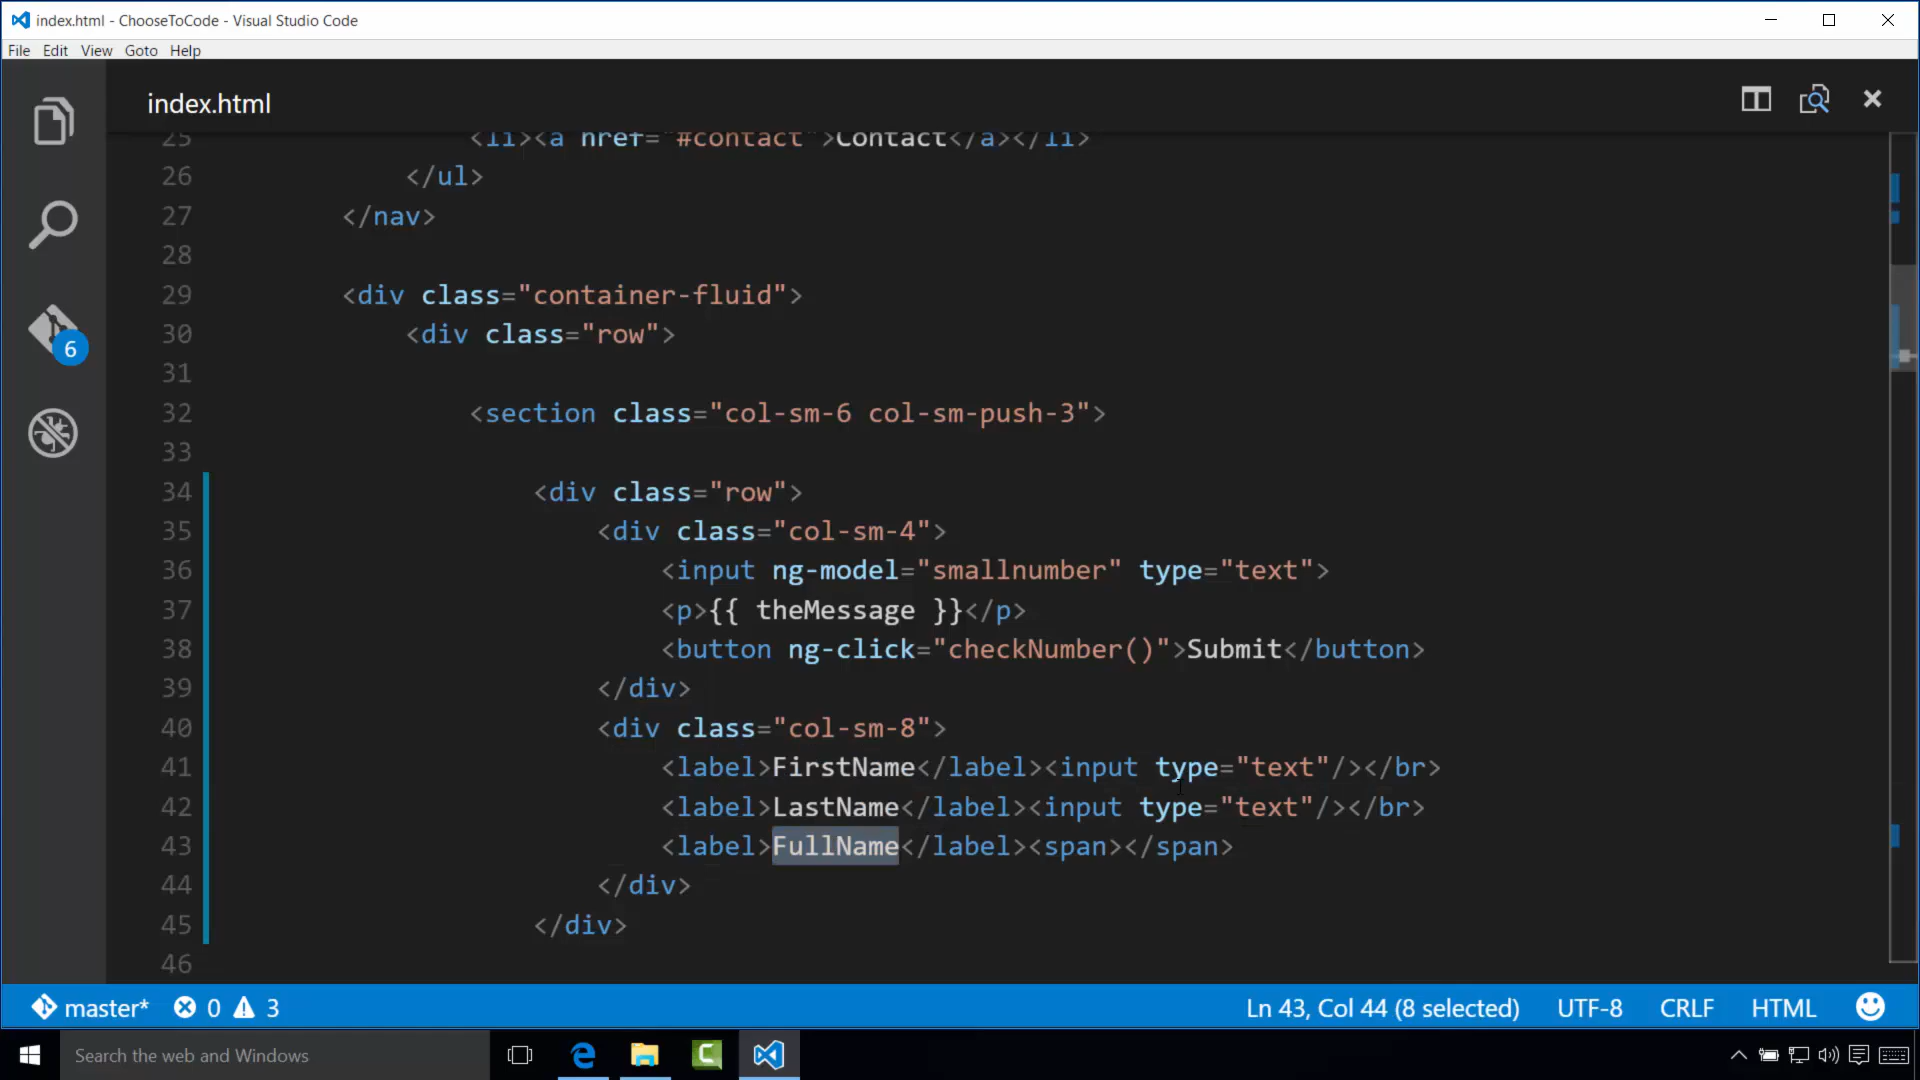 index.html - ChooseToCode - Visual Studio Code
File Edit View Goto Help
index.html
25 <li><a href="#contact">Contact</a></li>
26 </ul>
27 </nav>
28
29 <div class="container-fluid">
30 <div class="row">
31
32 <section class="col-sm-6 col-sm-push-3">
33
34 <div class="row">
35 <div class="col-sm-4">
36 <input ng-model="smallnumber" type="text">
37 <p>{{ theMessage }}</p>
38 <button ng-click="checkNumber()">Submit</button>
39 </div>
40 <div class="col-sm-8">
41 <label>FirstName</label><input type="text"/></br>
42 <label>LastName</label><input type="text"/></br>
43 <label>FullName</label><span></span>
44 </div>
45 </div>
46
6
master* 0 3 Ln 43, Col 44 (8 selected) UTF-8 CRLF HTML
Search the web and Windows